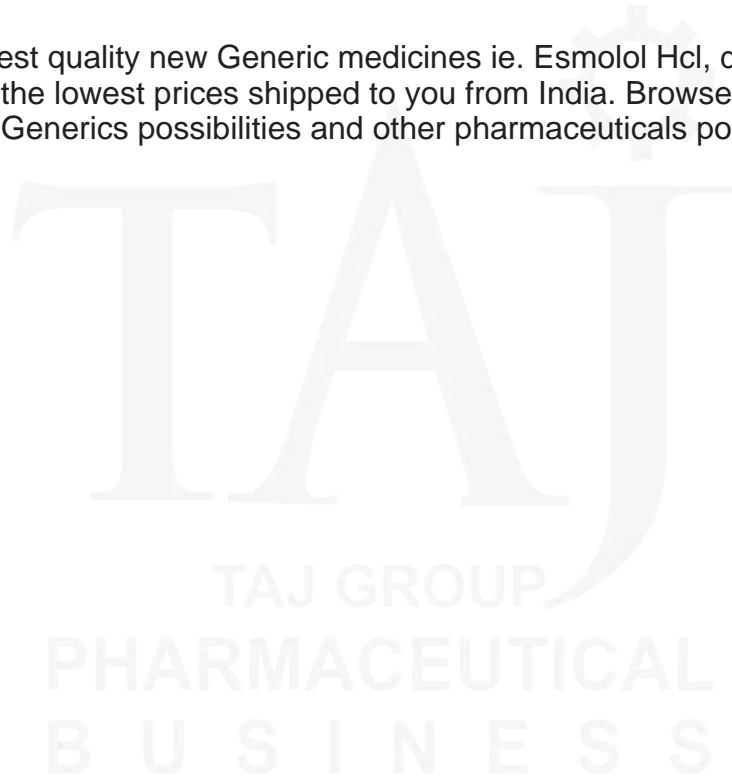 est quality new Generic medicines ie. Esmolol Hcl,
the lowest prices shipped to you from India. Browse
Generics possibilities and other pharmaceuticals
TAJ
TAJ GROUP
PHARMACEUTICAL
BUSINESS